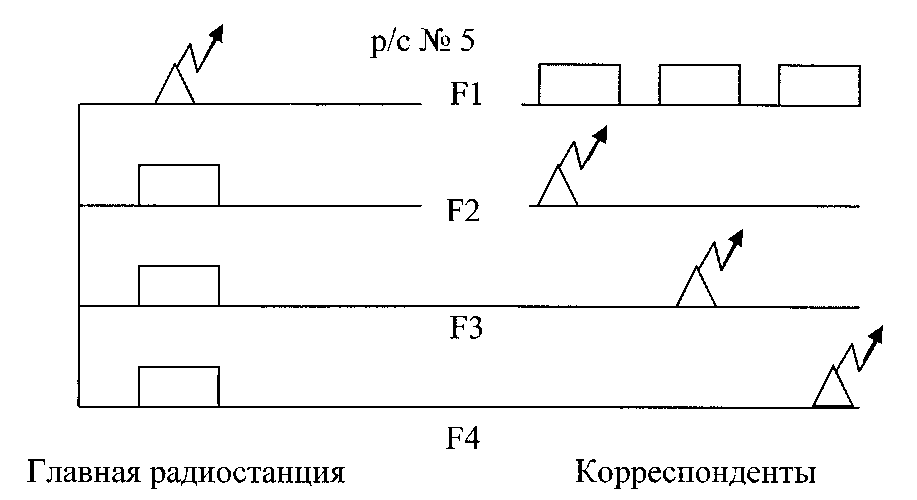 р/с № 5
F1
F2
F3
F4
Главная радиостанция
Корреспонденты